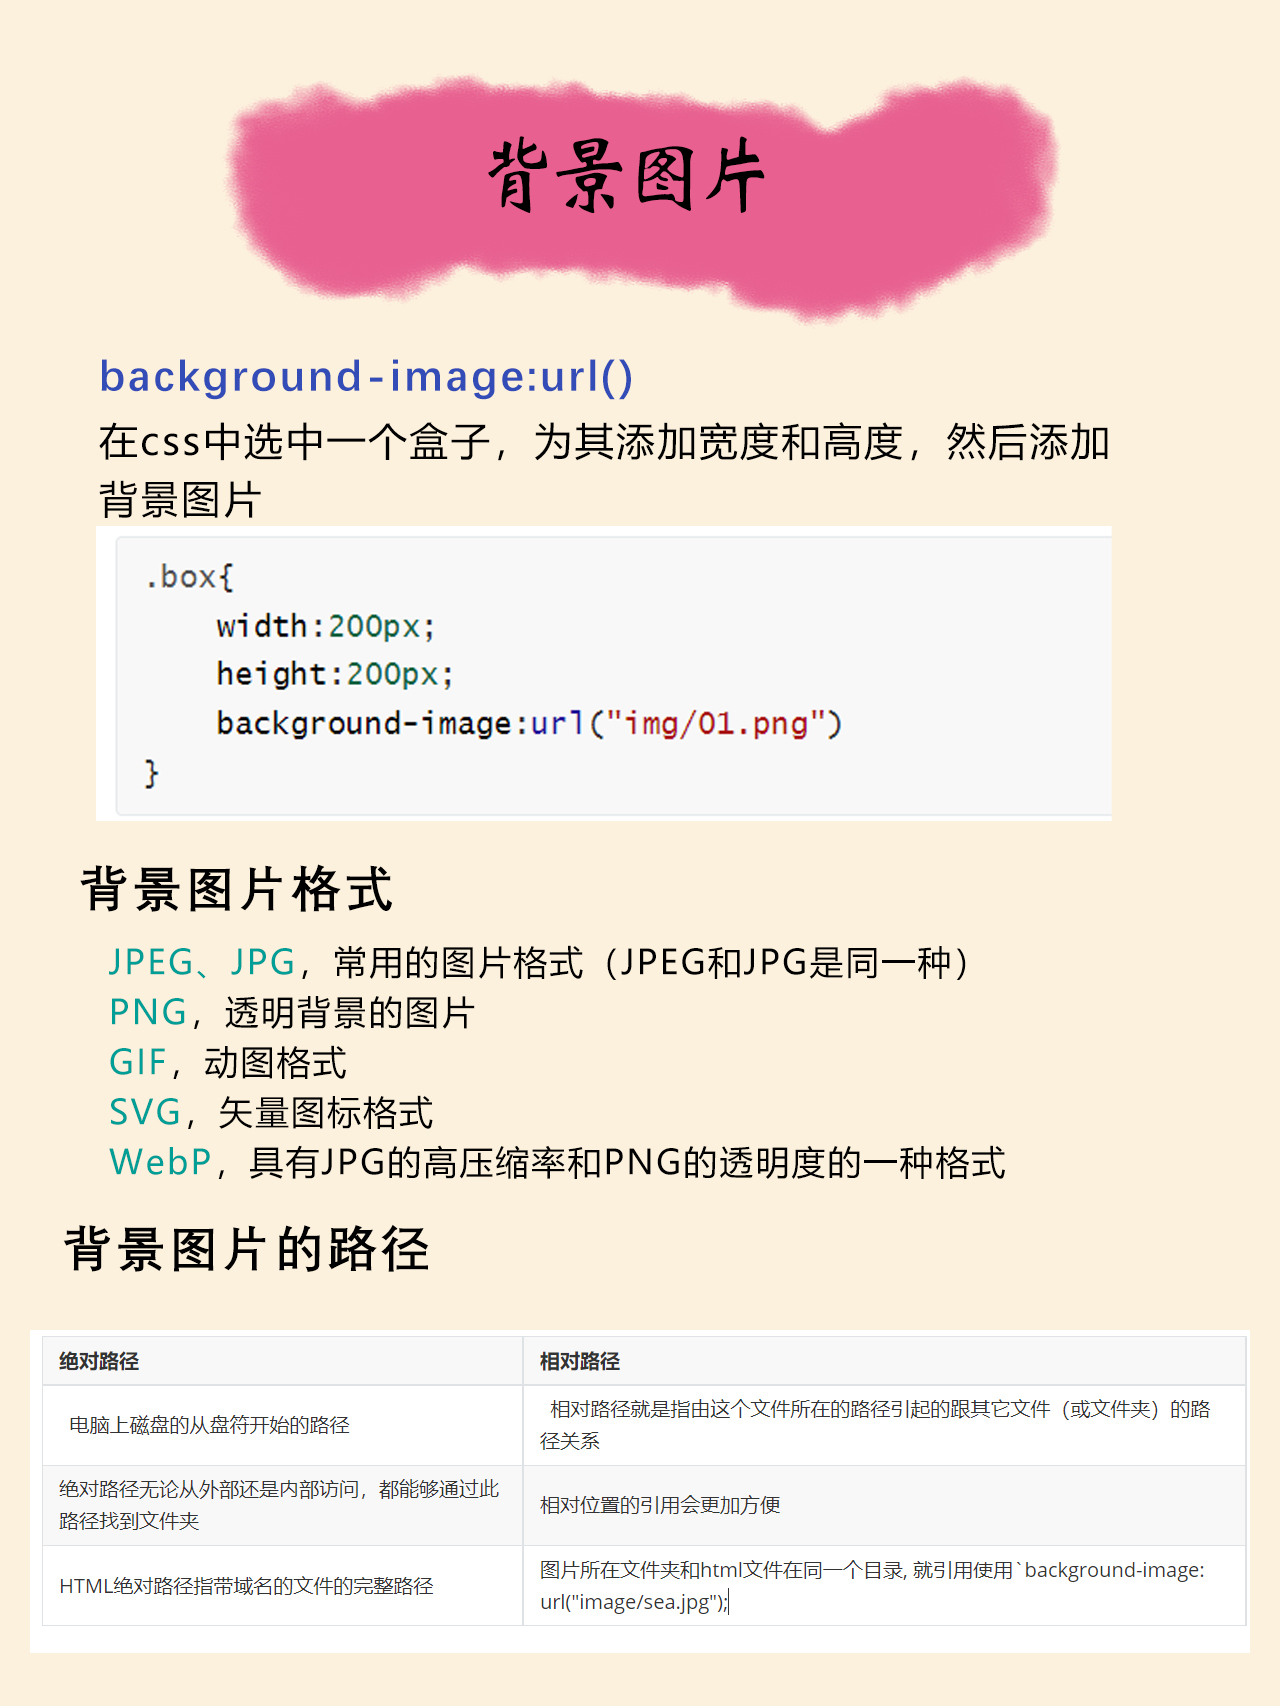 背景图片
background-image:url()
在css中选中一个盒子，为其添加宽度和高度，然后添加
背景图片
.box{
    width:200px;
    height:200px;
    background-image:url("img/01.png")
}
背景图片格式
JPEG、JPG，常用的图片格式（JPEG和JPG是同一种）
PNG，透明背景的图片
GIF，动图格式
SVG，矢量图标格式
WebP，具有JPG的高压缩率和PNG的透明度的一种格式
背景图片的路径
绝对路径
相对路径
电脑上磁盘的从盘符开始的路径
相对路径就是指由这个文件所在的路径引起的跟其它文件（或文件夹）的路
径关系
绝对路径无论从外部还是内部访问，都能够通过此
路径找到文件夹
相对位置的引用会更加方便
HTML绝对路径指带域名的文件的完整路径
图片所在文件夹和html文件在同一个目录, 就引用使用`background-image:
url("image/sea.jpg");